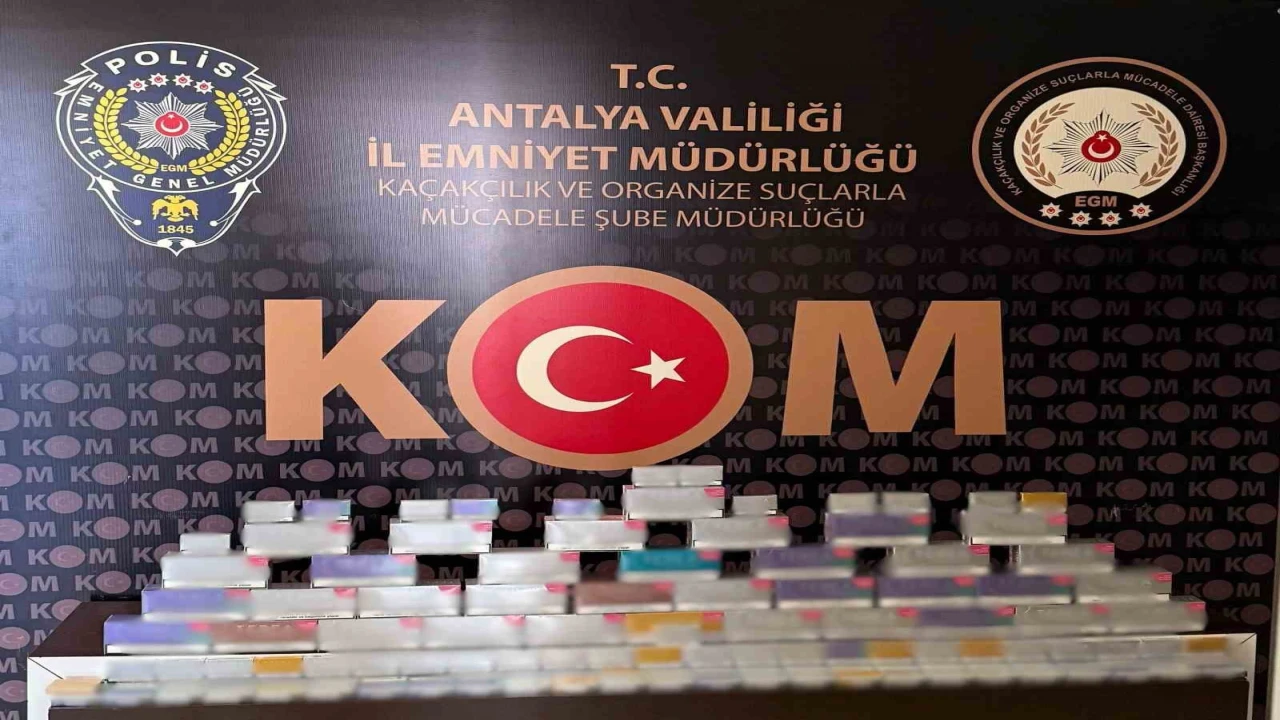 POLİS
EMNİYET GENEL MÜDÜRLÜĞÜ
EGM
1845
T.C.
ANTALYA VALİLİĞİ
İL EMNİYET MÜDÜRLÜĞÜ
KAÇAKÇILIK VE ORGANİZE SUÇLARLA
MÜCADELE ŞUBE MÜDÜRLÜĞÜ
KAÇAKÇILIK VE ORGANİZE SUÇLARLA MÜCADELE DAİRESİ BAŞKANLIĞI
EGM
KOM